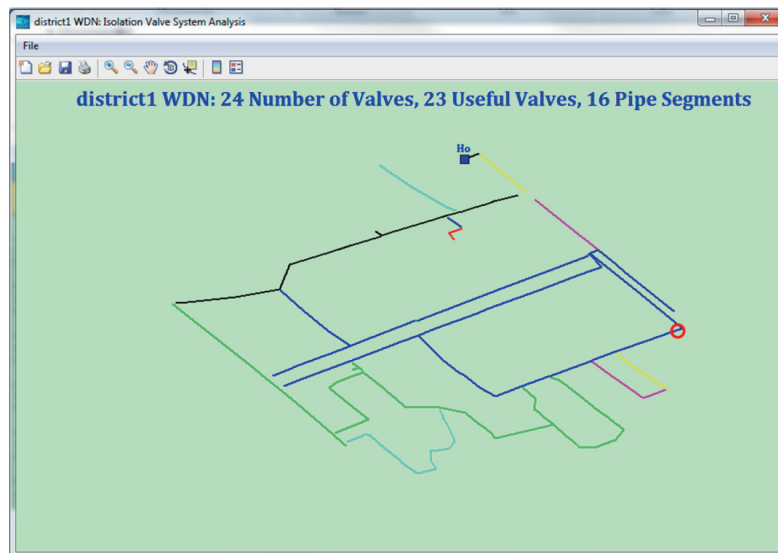 district1 WDN: Isolation Valve System Analysis
File
district1 WDN: 24 Number of Valves, 23 Useful Valves, 16 Pipe Segments
Ho